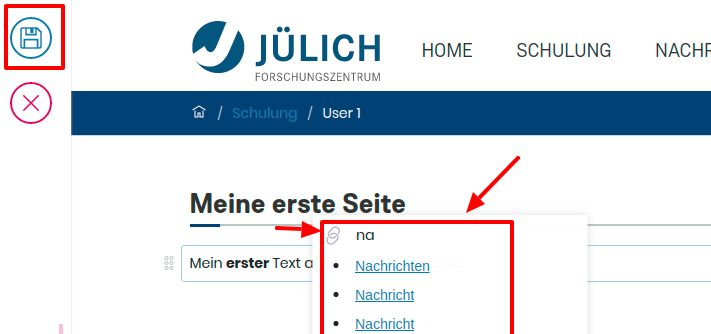 JÜLICH
FORSCHUNGSZENTRUM
HOME SCHULUNG NACHR
/ Schulung / User 1
Meine erste Seite
na
Mein erster Text a
Nachrichten
Nachricht
Nachricht